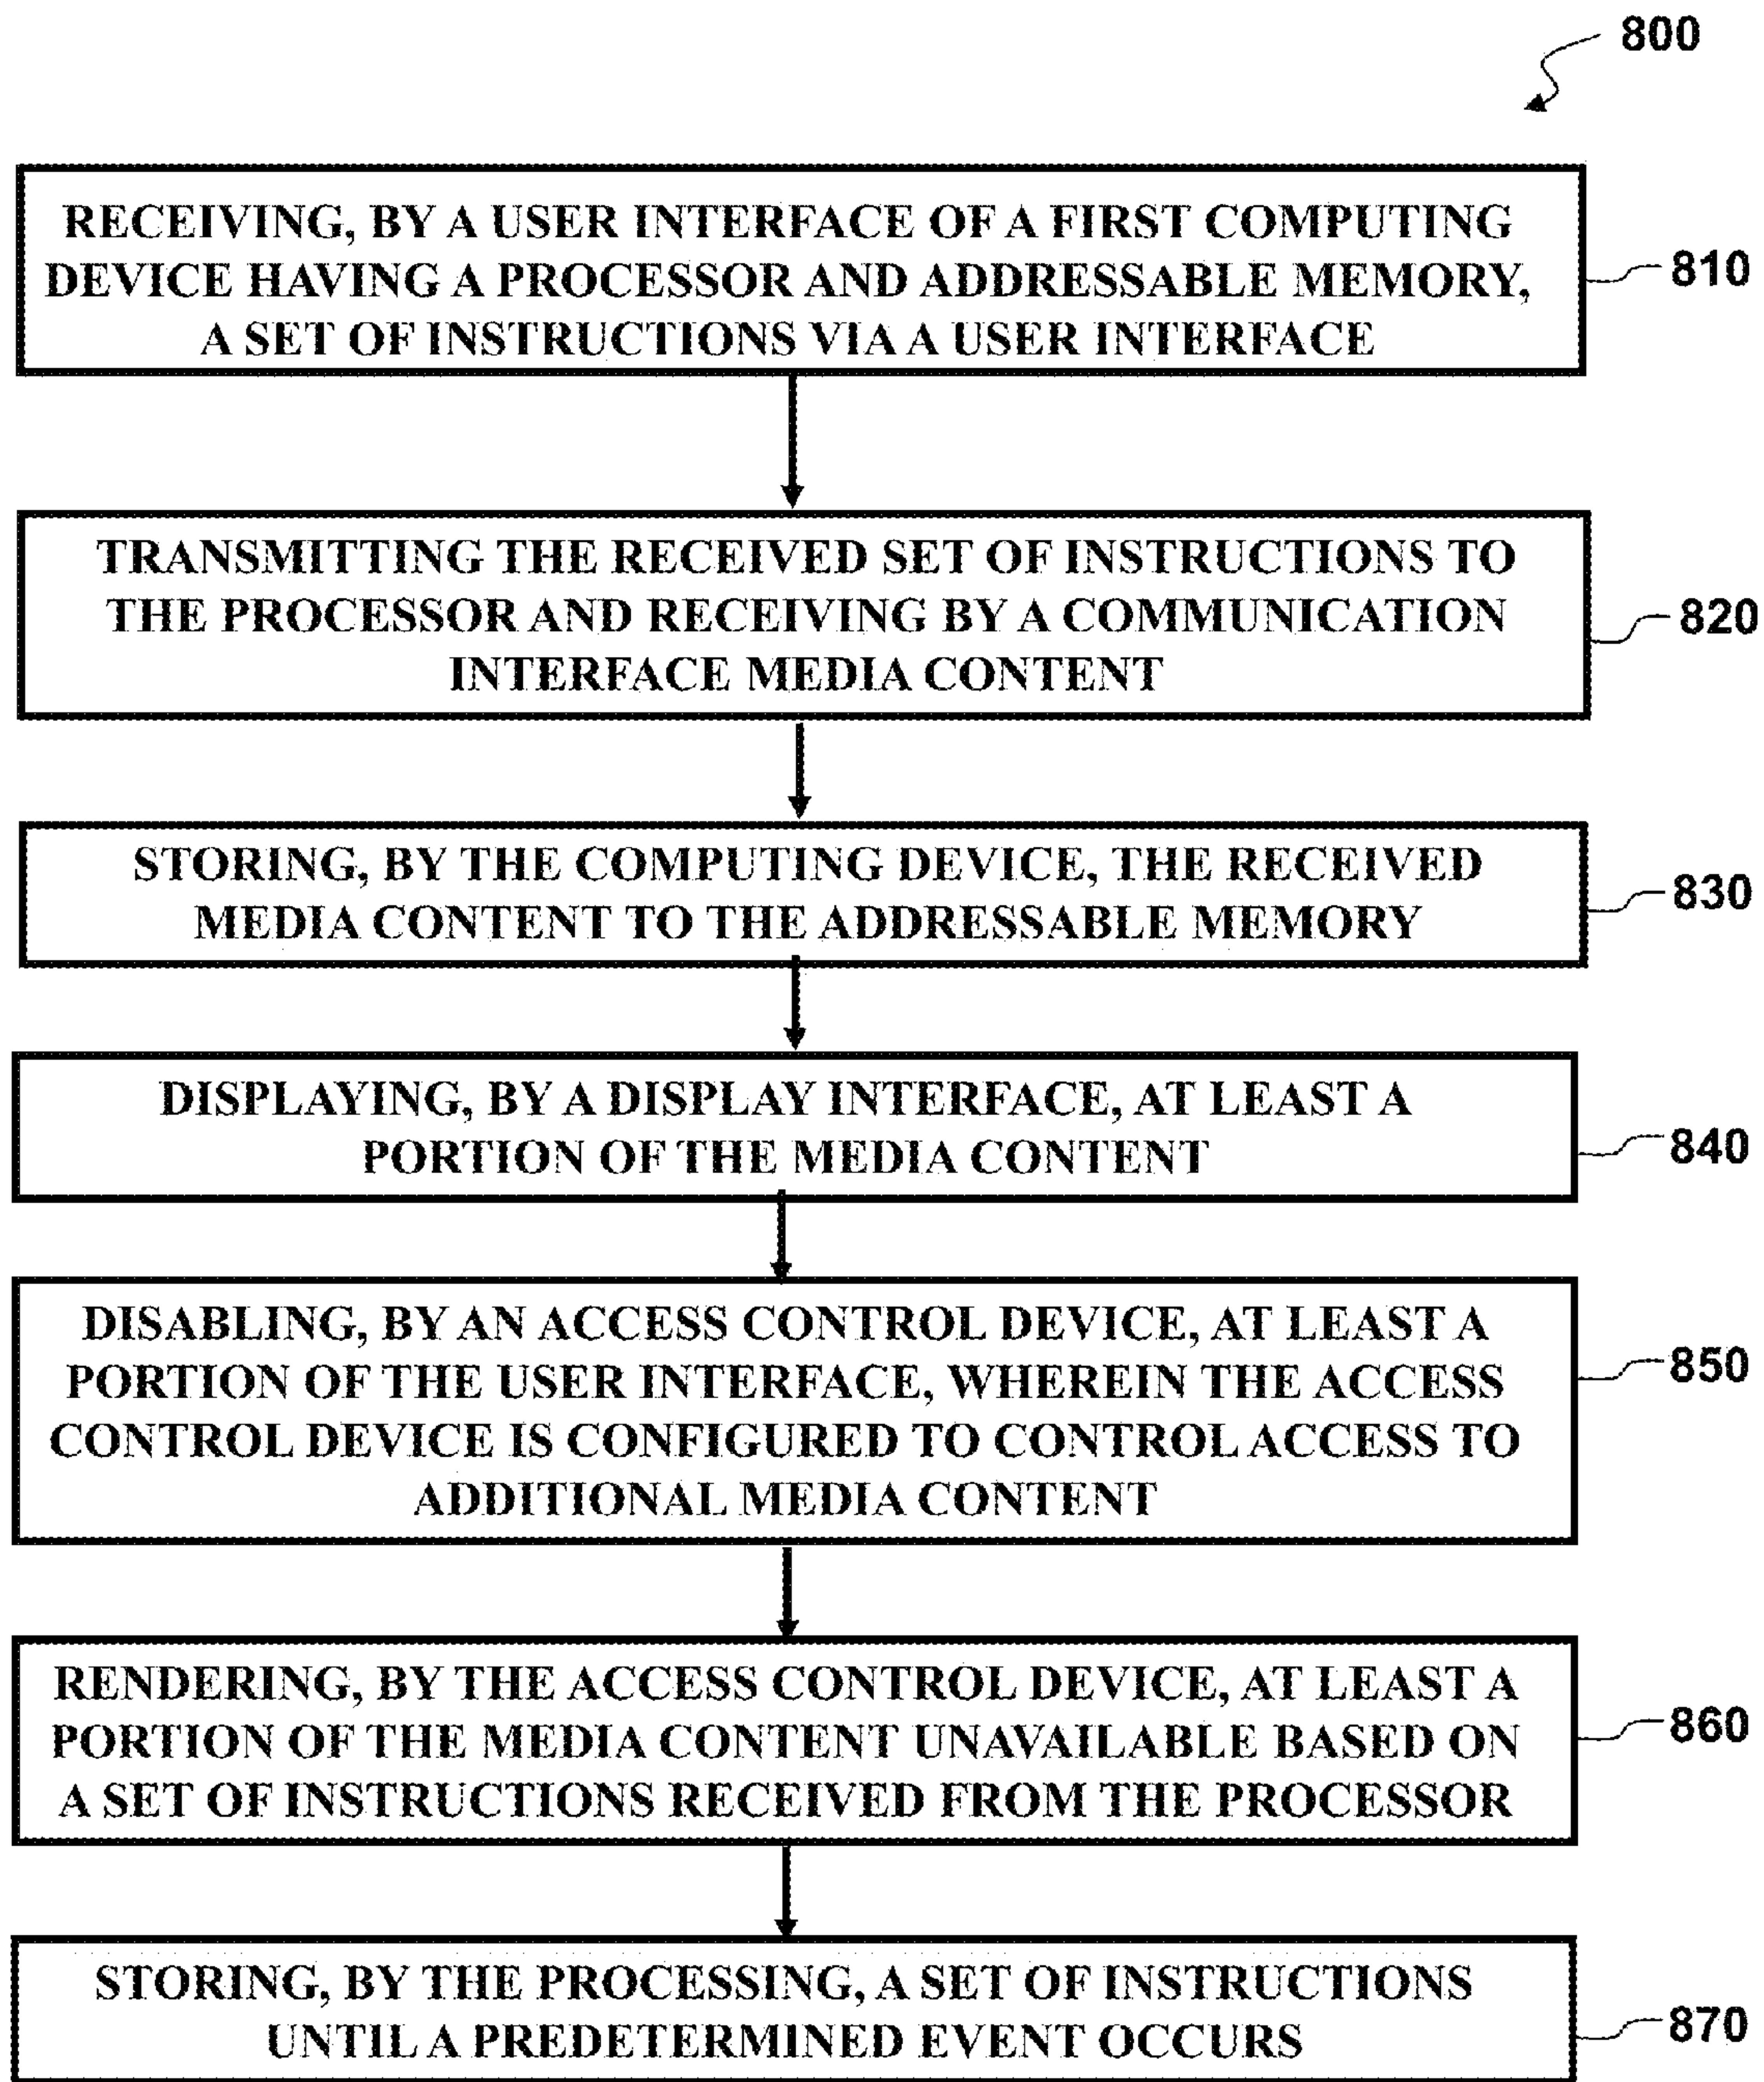 800
RECEIVING, BY A USER INTERFACE OF A FIRST COMPUTING
DEVICE HAVING A PROCESSOR AND ADDRESSABLE MEMORY,
A SET OF INSTRUCTIONS VIA A USER INTERFACE
810
TRANSMITTING THE RECEIVED SET OF INSTRUCTIONS TO
THE PROCESSOR AND RECEIVING BY A COMMUNICATION
INTERFACE MEDIA CONTENT
820
STORING, BY THE COMPUTING DEVICE, THE RECEIVED
MEDIA CONTENT TO THE ADDRESSABLE MEMORY
830
DISPLAYING, BY A DISPLAY INTERFACE, AT LEAST A
PORTION OF THE MEDIA CONTENT
840
DISABLING, BY AN ACCESS CONTROL DEVICE, AT LEAST A
PORTION OF THE USER INTERFACE, WHEREIN THE ACCESS
CONTROL DEVICE IS CONFIGURED TO CONTROL ACCESS TO
ADDITIONAL MEDIA CONTENT
850
RENDERING, BY THE ACCESS CONTROL DEVICE, AT LEAST A
PORTION OF THE MEDIA CONTENT UNAVAILABLE BASED ON
A SET OF INSTRUCTIONS RECEIVED FROM THE PROCESSOR
860
STORING, BY THE PROCESSING, A SET OF INSTRUCTIONS
UNTIL A PREDETERMINED EVENT OCCURS
870